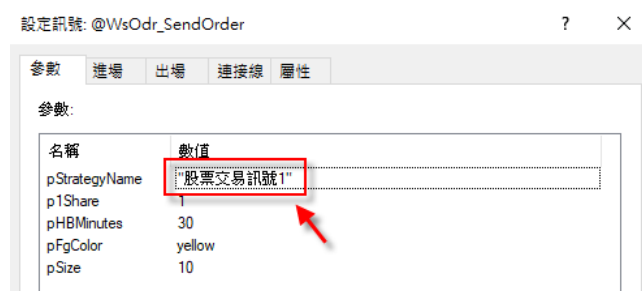 設定訊號: @WsOdr_SendOrder ? ×
參數 進場 出場 連接線 屬性
參數:
名稱 數值
pStrategyName "股票交易訊號1"
p1Share 1
pHBMinutes 30
pFgColor yellow
pSize 10